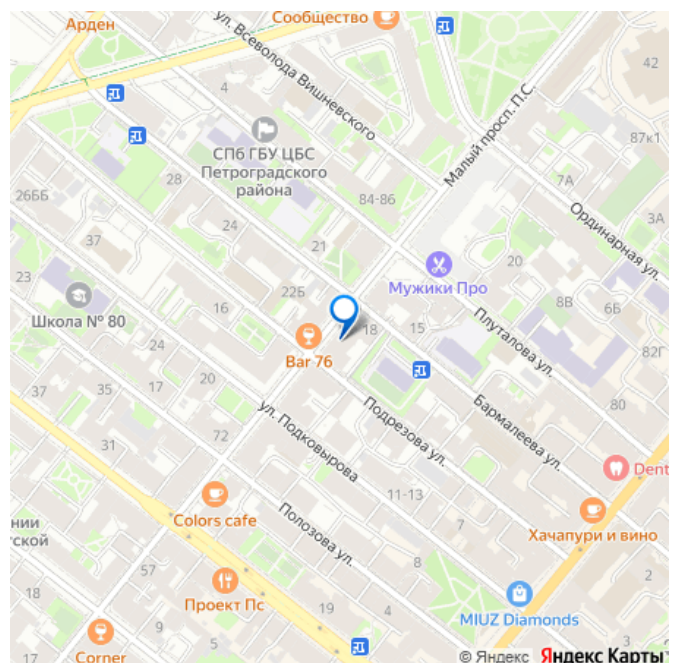 Сообщество
Арден
ул. Всеволода Вишневского
42
4
Малый просп. П.С.
87к1
СПб ГБУ ЦБС
Петроградского
района
28
7А
26ББ
84-86
Ординарная ул.
3А
24
37
21
20
23
Мужики Про
22Б
8В
6Б
Школа № 80
16
18
15
Плуталова ул.
24
Bar 76
82Г
35
17
20
80
37
ул. Подковырова
Подрезова ул.
Бармалеева ул.
31
72
Dent
11-13
Colors cafe
7
Хачапури и вино
нии
ской
Полозова ул.
57
8
2
18
Проект Пс
19
4
MIUZ Diamonds
9
17
Corner
5
© Яндекс Яндекс Карты